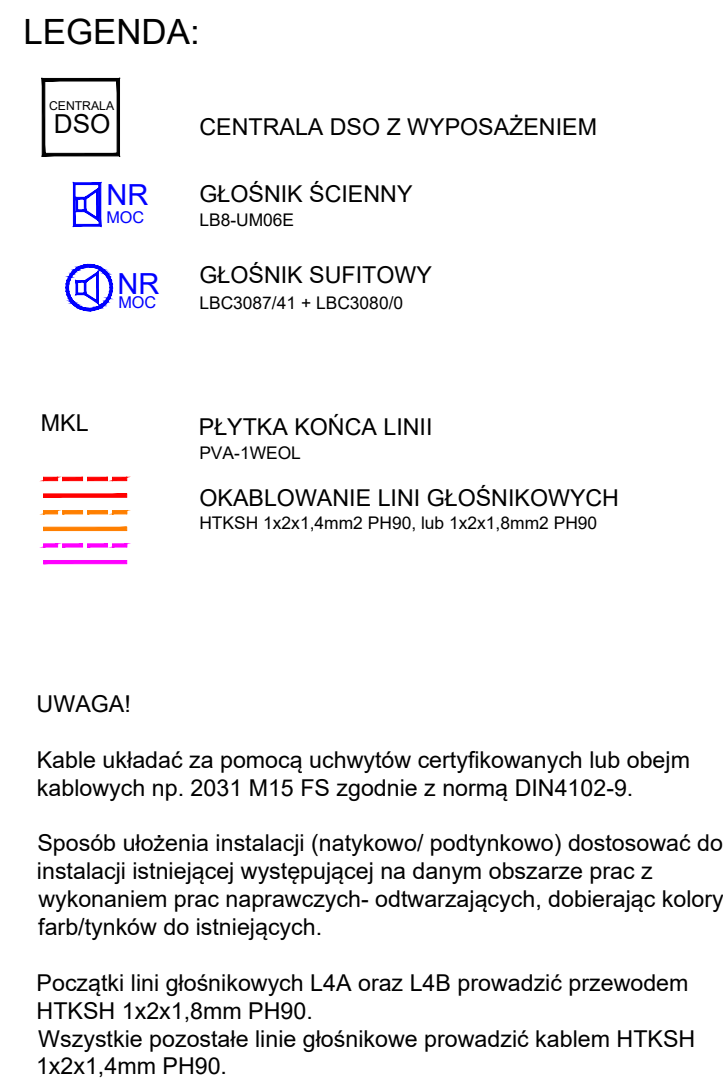 LEGENDA:
CENTRALA
DSO
CENTRALA DSO Z WYPOSAŻENIEM
NR
MOC
GŁOŚNIK ŚCIENNY
LB8-UM06E
NR
MOC
GŁOŚNIK SUFITOWY
LBC3087/41 + LBC3080/0
MKL
PŁYTKA KOŃCA LINII
PVA-1WEOL
OKABLOWANIE LINI GŁOŚNIKOWYCH
HTKSH 1x2x1,4mm2 PH90, lub 1x2x1,8mm2 PH90
UWAGA!
Kable układać za pomocą uchwytów certyfikowanych lub obejm
kablowych np. 2031 M15 FS zgodnie z normą DIN4102-9.
Sposób ułożenia instalacji (natykowo/ podtynkowo) dostosować do
instalacji istniejącej występującej na danym obszarze prac z
wykonaniem prac naprawczych- odtwarzających, dobierając kolory
farb/tynków do istniejących.
Początki lini głośnikowych L4A oraz L4B prowadzić przewodem
HTKSH 1x2x1,8mm PH90.
Wszystkie pozostałe linie głośnikowe prowadzić kablem HTKSH
1x2x1,4mm PH90.